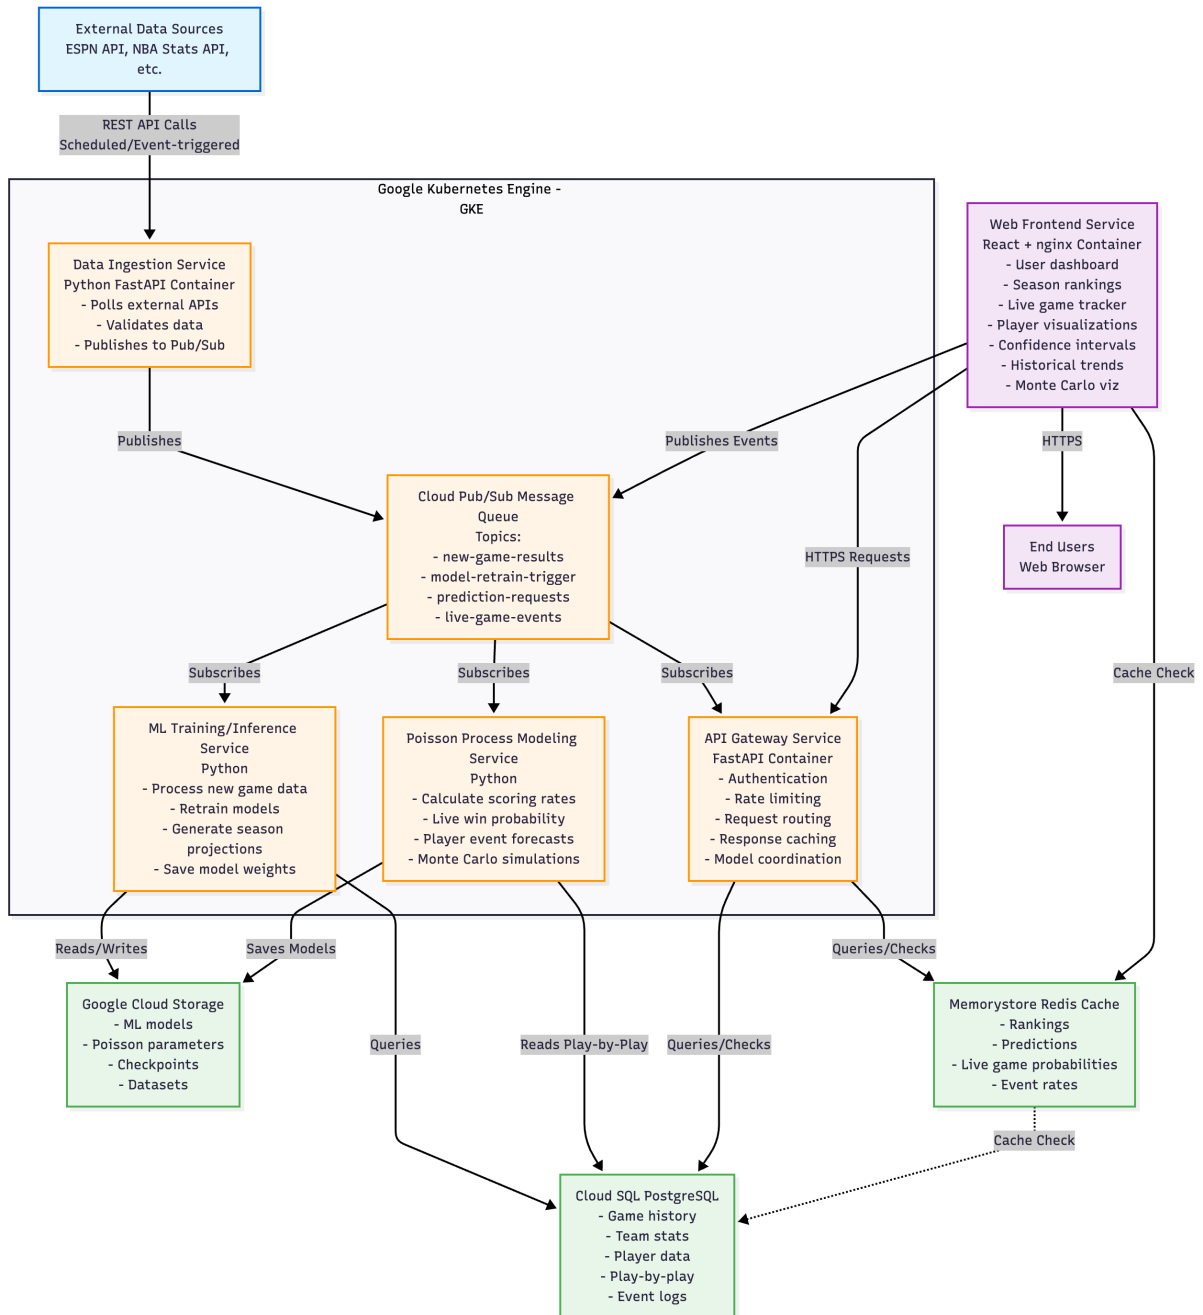 External Data Sources
ESPN API, NBA Stats API,
etc.
REST API Calls
Scheduled/Event-triggered
Google Kubernetes Engine -
GKE
Data Ingestion Service
Python FastAPI Container
- Polls external APIs
- Validates data
- Publishes to Pub/Sub
Web Frontend Service
React + nginx Container
- User dashboard
- Season rankings
- Live game tracker
- Player visualizations
- Confidence intervals
- Historical trends
- Monte Carlo viz
Publishes
Publishes Events
HTTPS
Cloud Pub/Sub Message
Queue
Topics:
- new-game-results
- model-retrain-trigger
- prediction-requests
- live-game-events
HTTPS Requests
End Users
Web Browser
Subscribes
Subscribes
Subscribes
Cache Check
ML Training/Inference
Service
Python
- Process new game data
- Retrain models
- Generate season
projections
- Save model weights
Poisson Process Modeling
Service
Python
- Calculate scoring rates
- Live win probability
- Player event forecasts
- Monte Carlo simulations
API Gateway Service
FastAPI Container
- Authentication
- Rate limiting
- Request routing
- Response caching
- Model coordination
Reads/Writes
Saves Models
Queries/Checks
Google Cloud Storage
- ML models
- Poisson parameters
- Checkpoints
- Datasets
Queries
Reads Play-by-Play
Queries/Checks
Memorystore Redis Cache
- Rankings
- Predictions
- Live game probabilities
- Event rates
Cache Check
Cloud SQL PostgreSQL
- Game history
- Team stats
- Player data
- Play-by-play
- Event logs